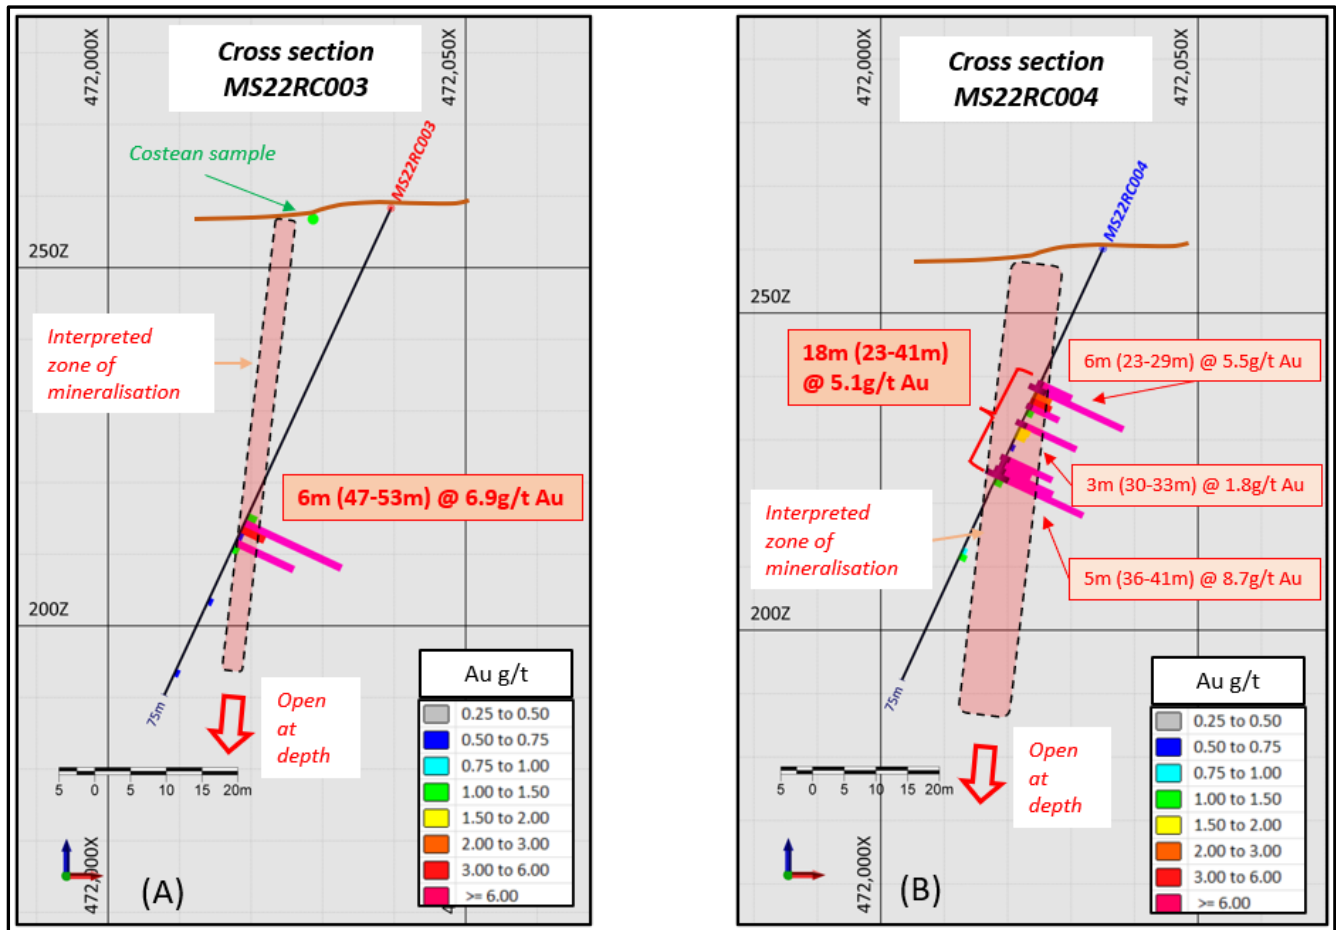 Cross section
MS22RC003
472,000X
472,050X
MS22RC003
Costean sample
250Z
Interpreted
zone of
mineralisation
6m (47-53m) @ 6.9g/t Au
200Z
75m
Open
at
depth
5 0 5 10 15 20m
Au g/t
0.25 to 0.50
0.50 to 0.75
0.75 to 1.00
1.00 to 1.50
1.50 to 2.00
2.00 to 3.00
3.00 to 6.00
>= 6.00
472,000X
(A)
Cross section
MS22RC004
472,000X
472,050X
MS22RC004
250Z
18m (23-41m)
@ 5.1g/t Au
6m (23-29m) @ 5.5g/t Au
3m (30-33m) @ 1.8g/t Au
5m (36-41m) @ 8.7g/t Au
Interpreted
zone of
mineralisation
200Z
75m
Open
at
depth
5 0 5 10 15 20m
Au g/t
0.25 to 0.50
0.50 to 0.75
0.75 to 1.00
1.00 to 1.50
1.50 to 2.00
2.00 to 3.00
3.00 to 6.00
>= 6.00
472,000X
(B)